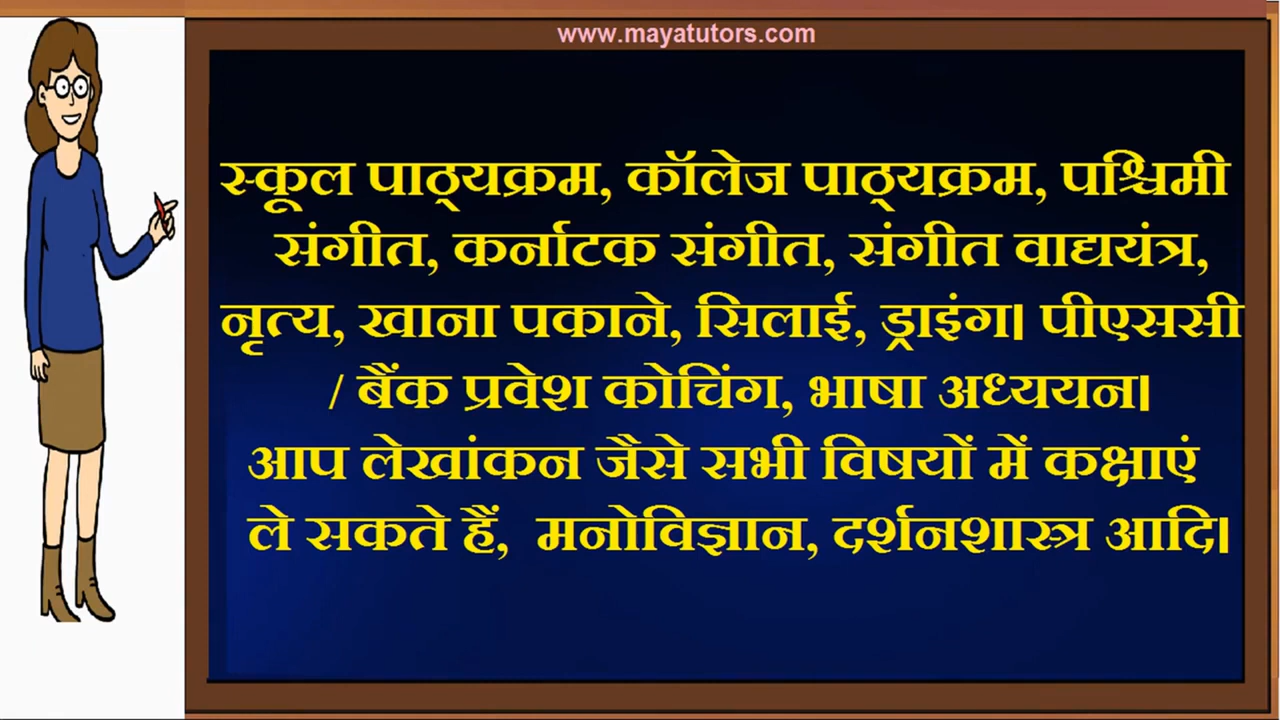 www.mayatutors.com
स्कूल पाठ्यक्रम, कॉलेज पाठ्यक्रम, पश्चिमी
संगीत, कर्नाटक संगीत, संगीत वाद्ययंत्र,
नृत्य, खाना पकाने, सिलाई, ड्राइंग। पीएससी
/ बैंक प्रवेश कोचिंग, भाषा अध्ययन।
आप लेखांकन जैसे सभी विषयों में कक्षाएं
ले सकते हैं, मनोविज्ञान, दर्शनशास्त्र आदि।